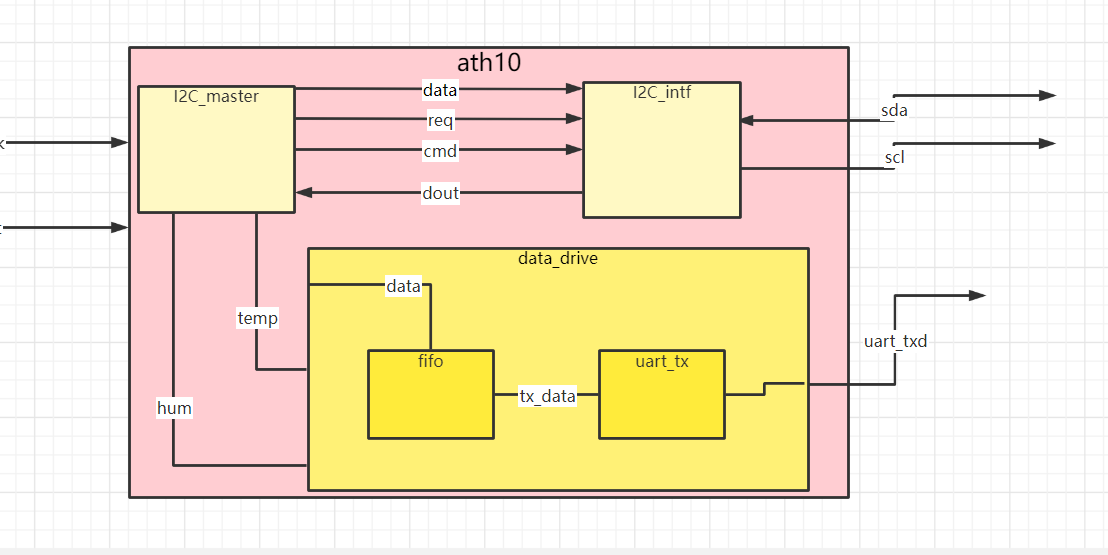 ath10
I2C_master
data
req
cmd
dout
I2C_intf
sda
scl
data_drive
data
temp
hum
fifo
tx_data
uart_tx
uart_txd